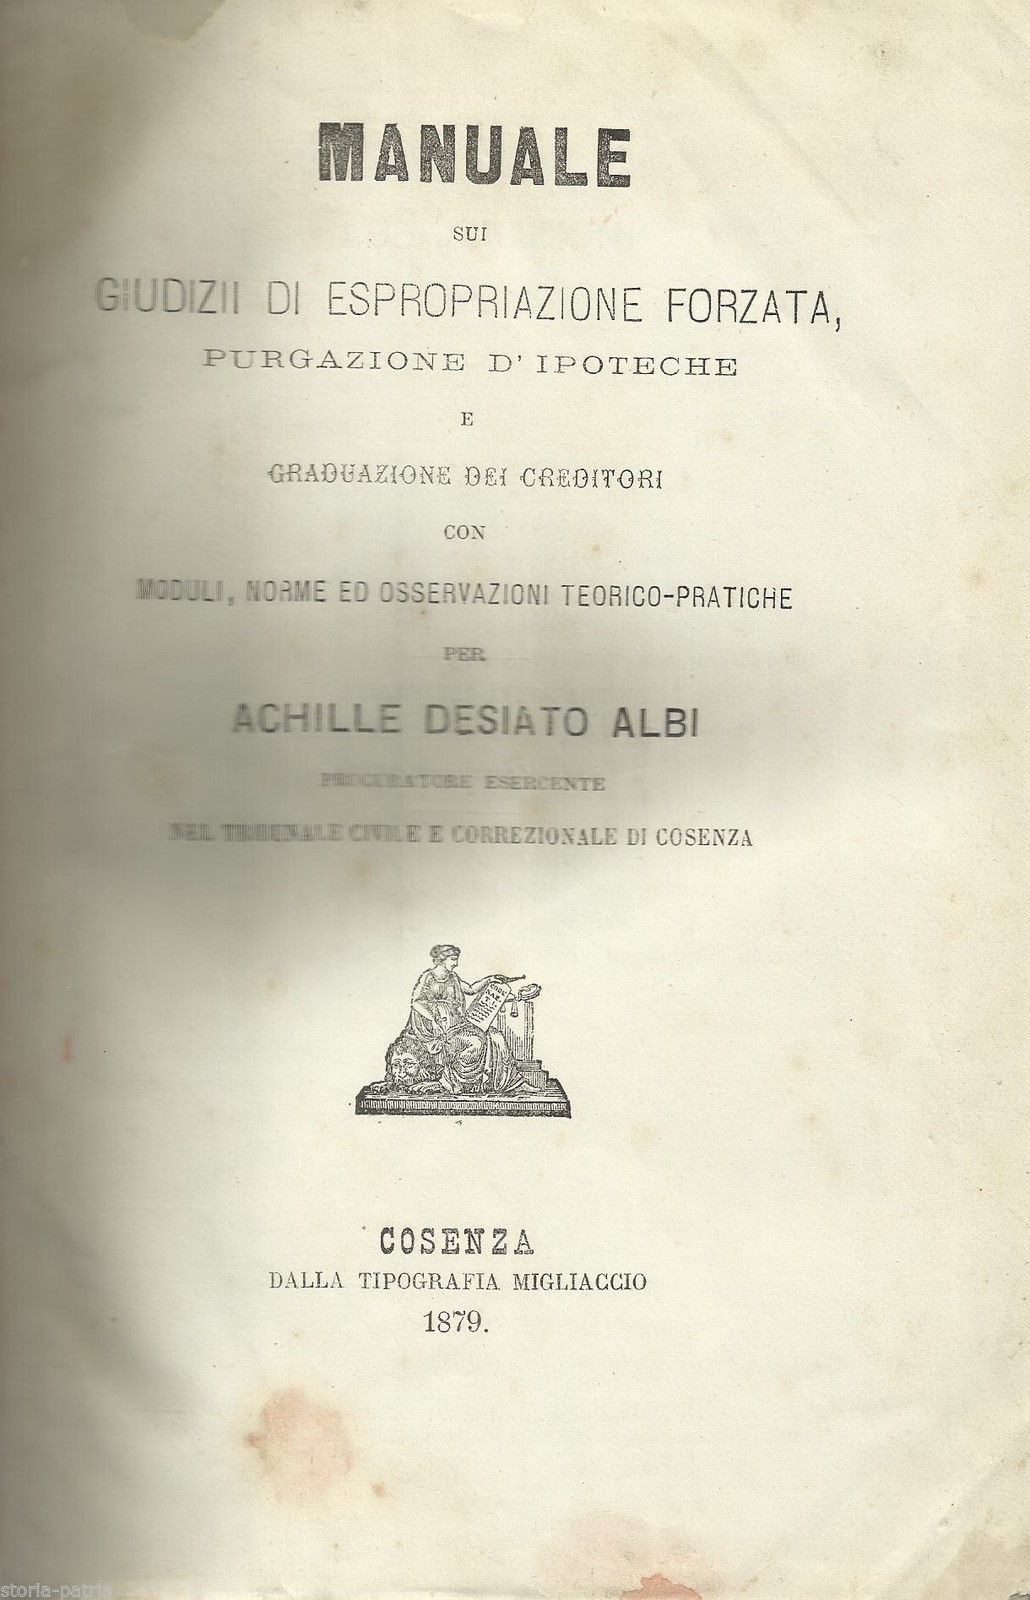 MANUALE
SUI
GIUDIZII DI ESPROPRIAZIONE FORZATA,
PURGAZIONE D' IPOTECHE
E
GRADUAZIONE DEI CREDITORI
CON
MODULI, NORME ED OSSERVAZIONI TEORICO-PRATICHE
PER
ACHILLE DESIATO ALBI
PROCURATORE ESERCENTE
NEL TRIBUNALE CIVILE E CORREZIONALE DI COSENZA
COSENZA
DALLA TIPOGRAFIA MIGLIACCIO
1879.
storia-patria